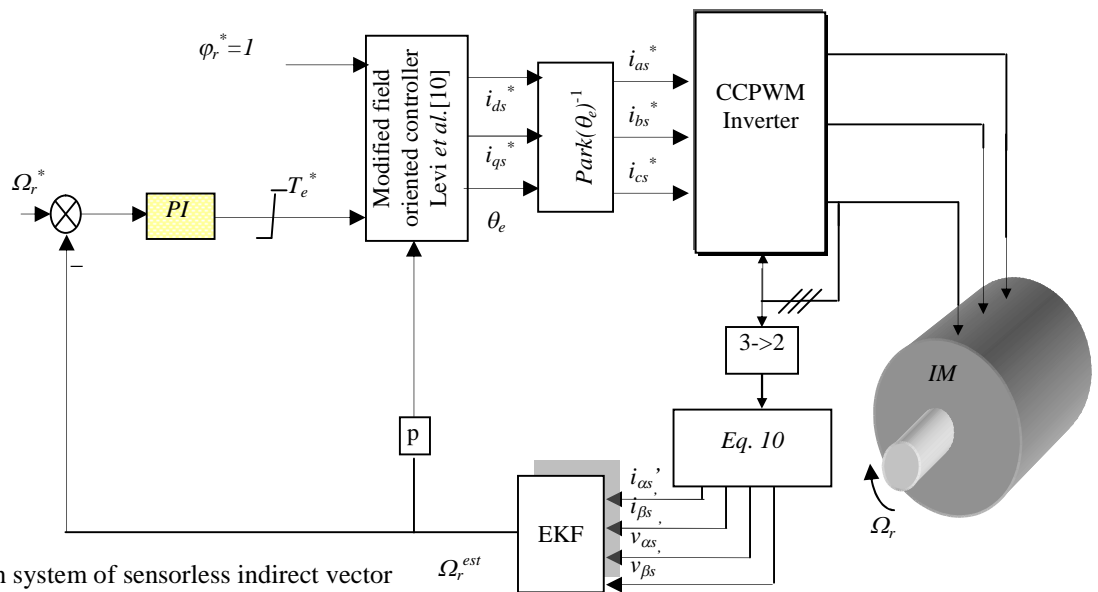 φr*=1
Modified field
oriented controller
Levi et al.[10]
ids*
iqs*
θe
Park(θe)-1
ias*
ibs*
ics*
CCPWM
Inverter
Ωr*
PI
Te*
–
3->2
IM
Eq. 10
p
iαs,
iβs,
vαs,
vβs
EKF
Ωr
Ωrest
n system of sensorless indirect vector